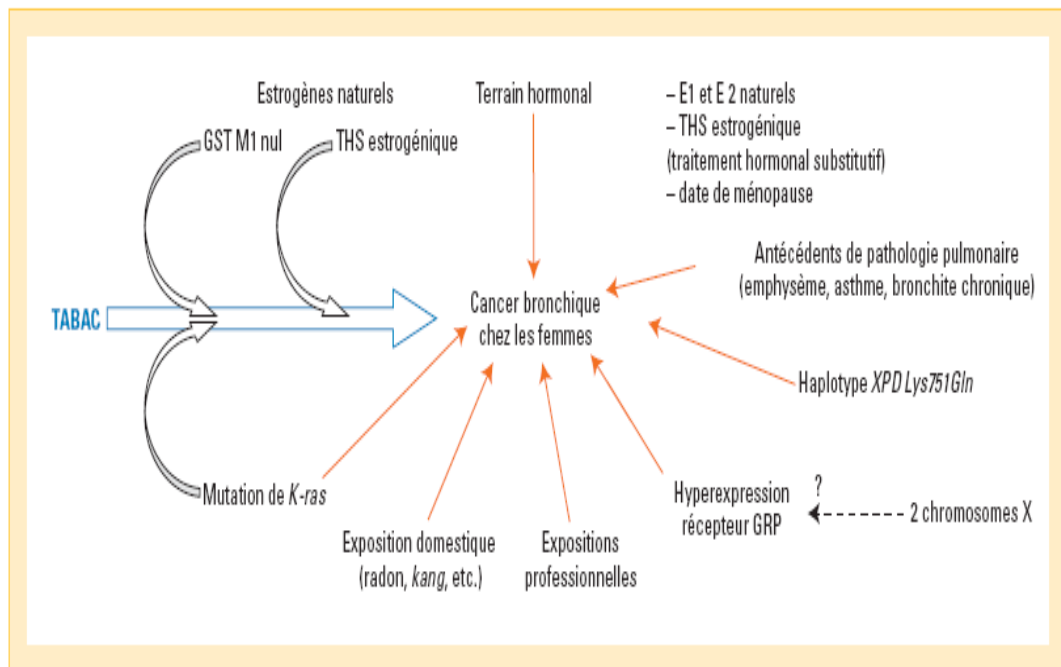 Estrogènes naturels
Terrain hormonal
– E1 et E 2 naturels
– THS estrogénique
(traitement hormonal substitutif)
– date de ménopause
GST M1 nul
THS estrogénique
Antécédents de pathologie pulmonaire
(emphysème, asthme, bronchite chronique)
TABAC
Cancer bronchique
chez les femmes
Haplotype XPD Lys751Gln
Mutation de K-ras
Hyperexpression
récepteur GRP
?
2 chromosomes X
Exposition domestique
(radon, kang, etc.)
Expositions
professionnelles